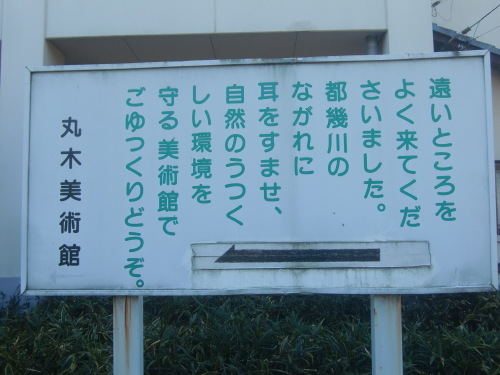 遠いところを
よく来てくだ
さいました。
都幾川の
ながれに
耳をすませ、
自然のうつく
しい環境を
守る美術館で
ごゆっくりどうぞ。
丸木美術館